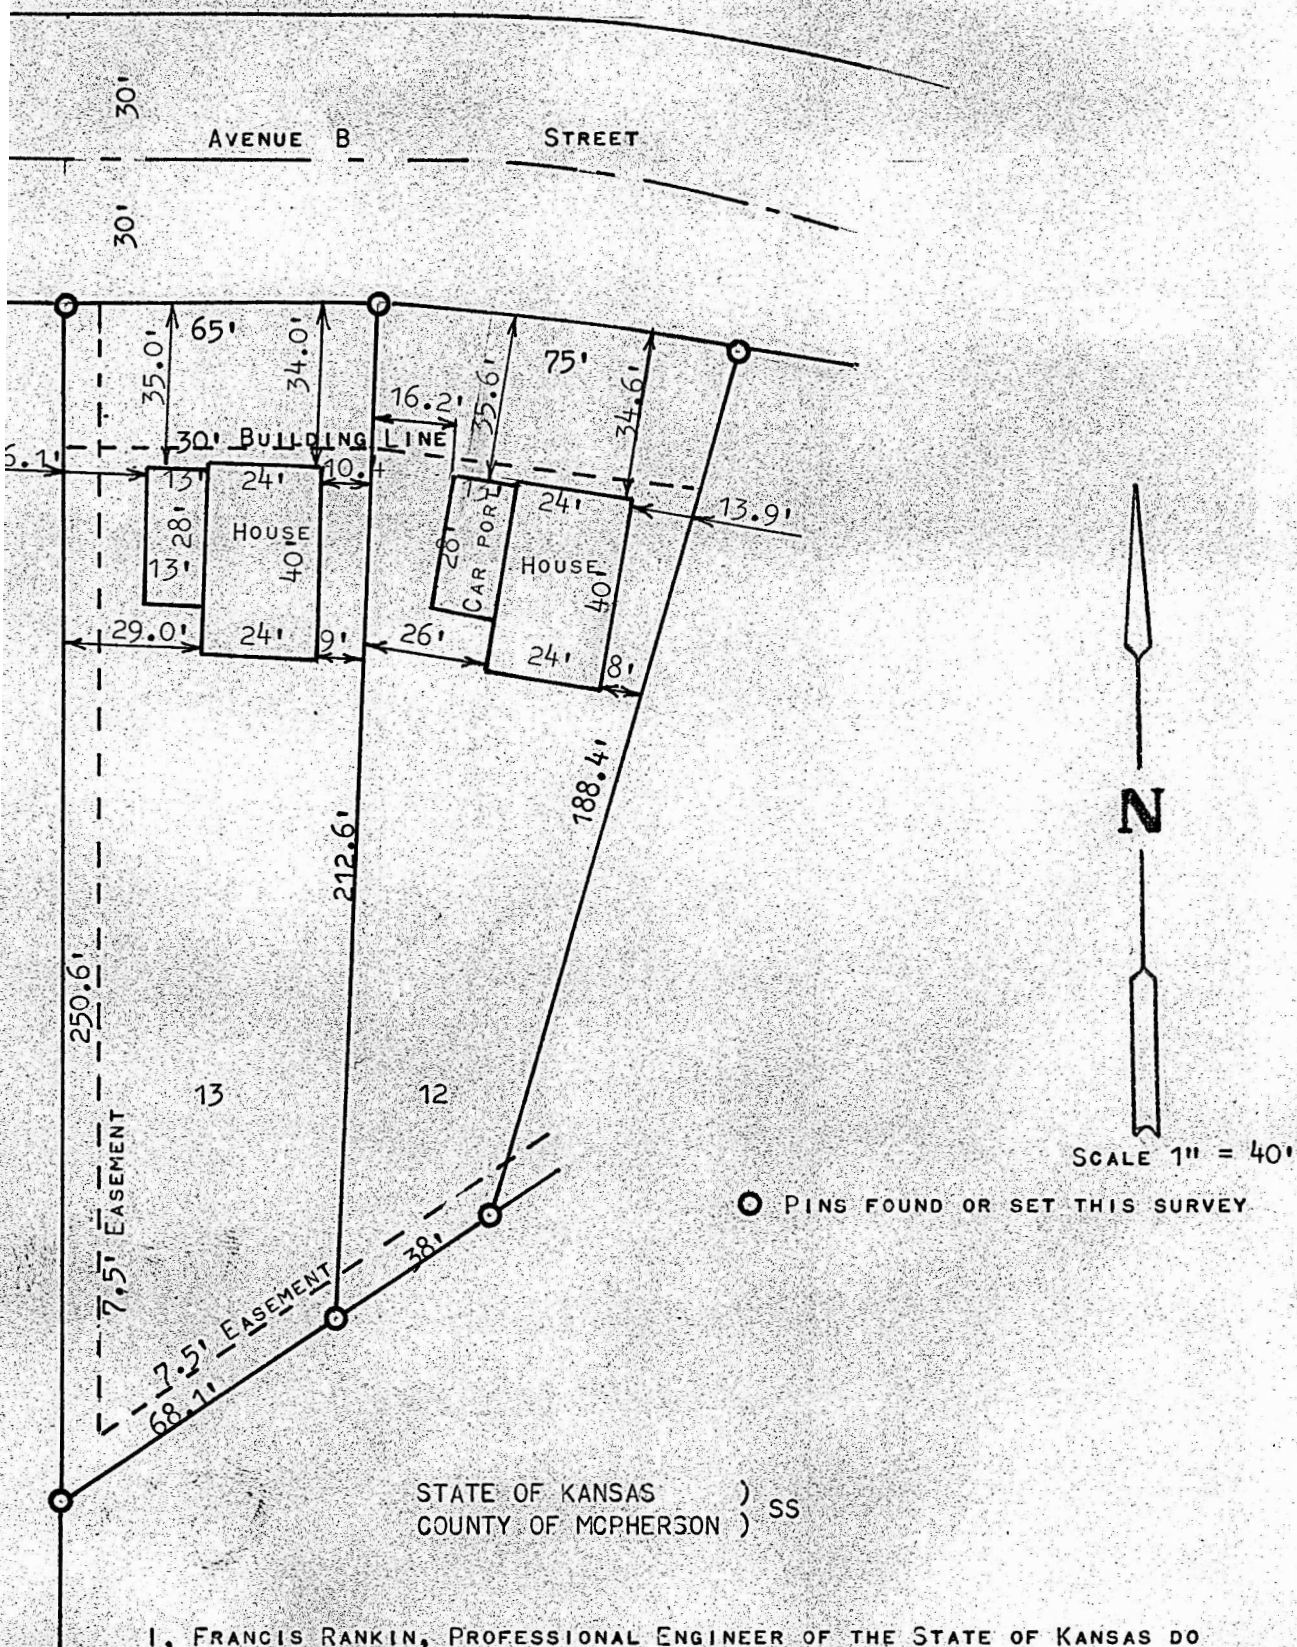 30'
AVENUE B STREET
30'
65'
35.0'
34.0'
75'
16.2'
35.6'
34.6'
30' BUILDING LINE
13' 24'
24'
13.9'
28'
HOUSE
40'
13'
28'
CAR PORT
HOUSE
40'
29.0' 24' 9'
26' 24' 8'
188.4'
212.6'
N
250.6'
13 12
7.5' EASEMENT
SCALE 1" = 40'
PINS FOUND OR SET THIS SURVEY
38'
7.5' EASEMENT
68.1'
STATE OF KANSAS ) SS
COUNTY OF MCPHERSON )
I, FRANCIS RANKIN, PROFESSIONAL ENGINEER OF THE STATE OF KANSAS DO